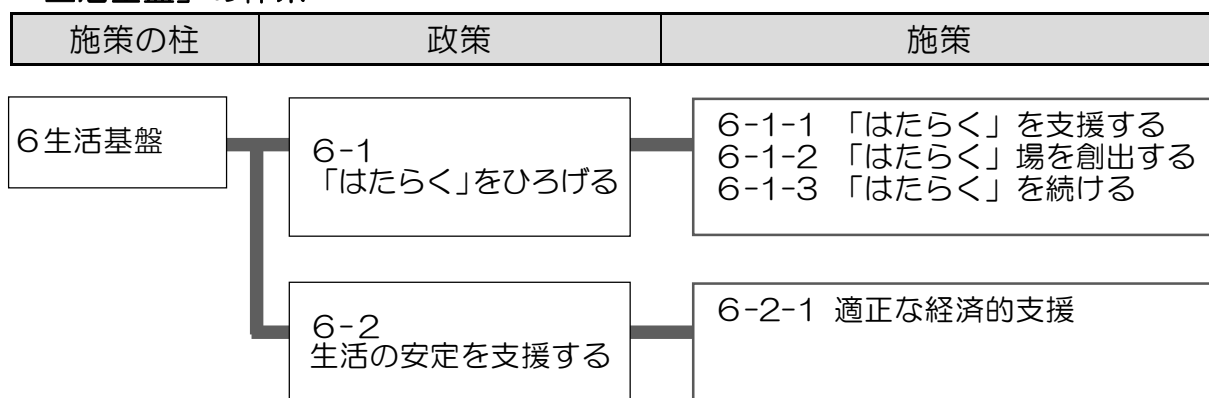 施策の柱 政策 施策
6生活基盤
6-1
「はたらく」をひろげる
6-1-1 「はたらく」を支援する
6-1-2 「はたらく」場を創出する
6-1-3 「はたらく」を続ける
6-2
生活の安定を支援する
6-2-1 適正な経済的支援